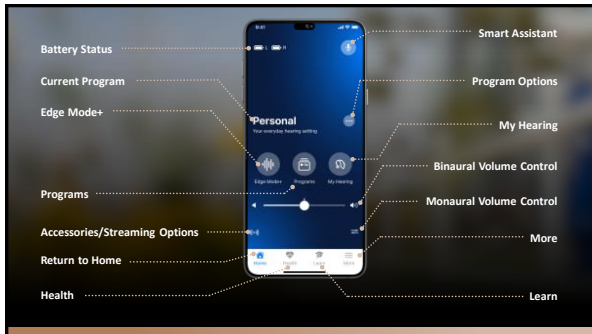 Battery Status
Current Program
Edge Mode+
Programs
Accessories/Streaming Options
Return to Home
Health
9:41
L R
Personal
Your everyday hearing setting
Edge Mode+ Programs My Hearing
Home Health Learn More
Smart Assistant
Program Options
My Hearing
Binaural Volume Control
Monaural Volume Control
More
Learn